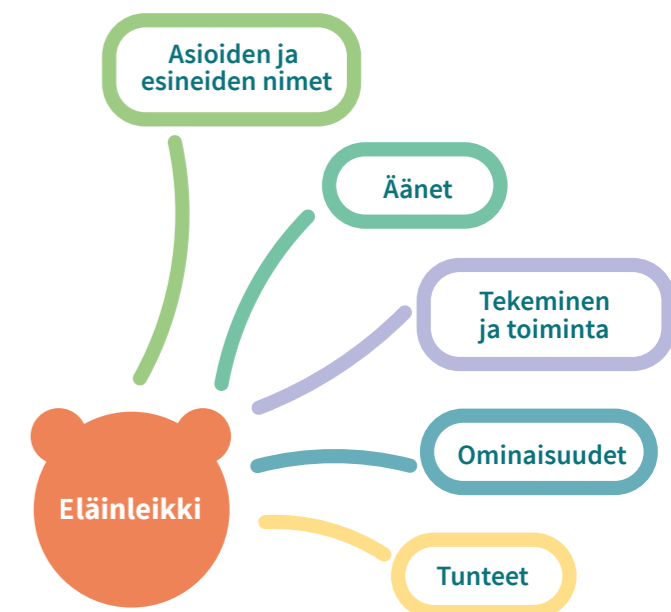 Asioiden ja
esineiden nimet
Äänet
Tekeminen
ja toiminta
Ominaisuudet
Eläinleikki
Tunteet